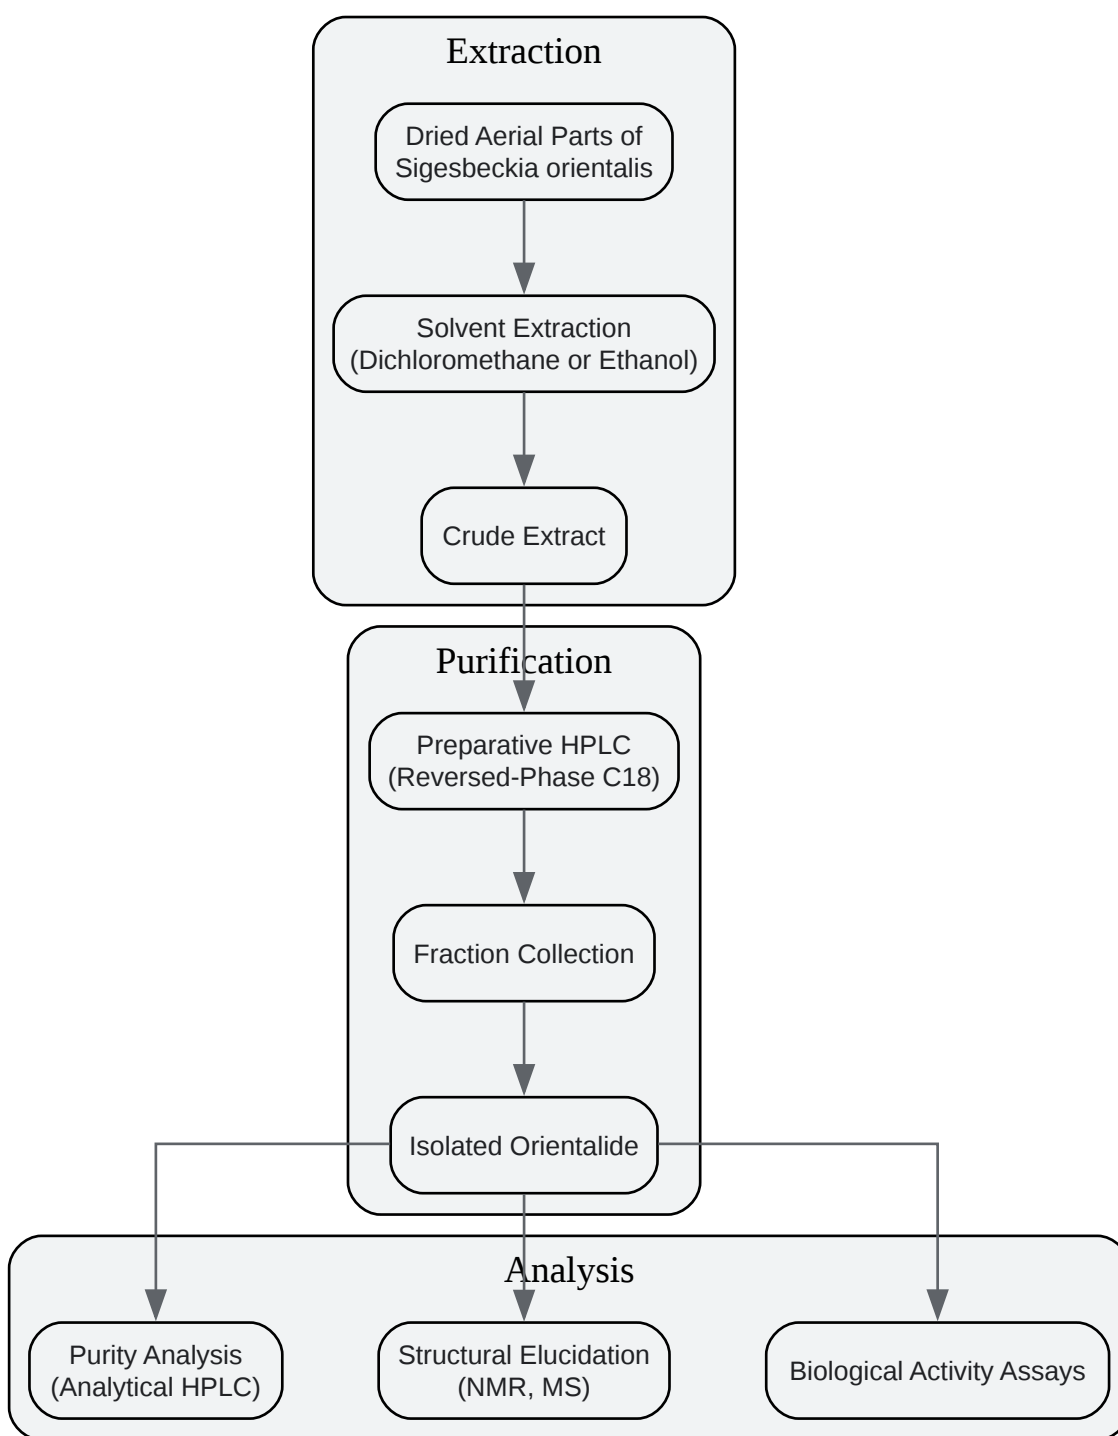 Extraction
Dried Aerial Parts of
Sigesbeckia orientalis
Solvent Extraction
(Dichloromethane or Ethanol)
Crude Extract
Purification
Preparative HPLC
(Reversed-Phase C18)
Fraction Collection
Isolated Orientalide
Analysis
Purity Analysis
(Analytical HPLC)
Structural Elucidation
(NMR, MS)
Biological Activity Assays